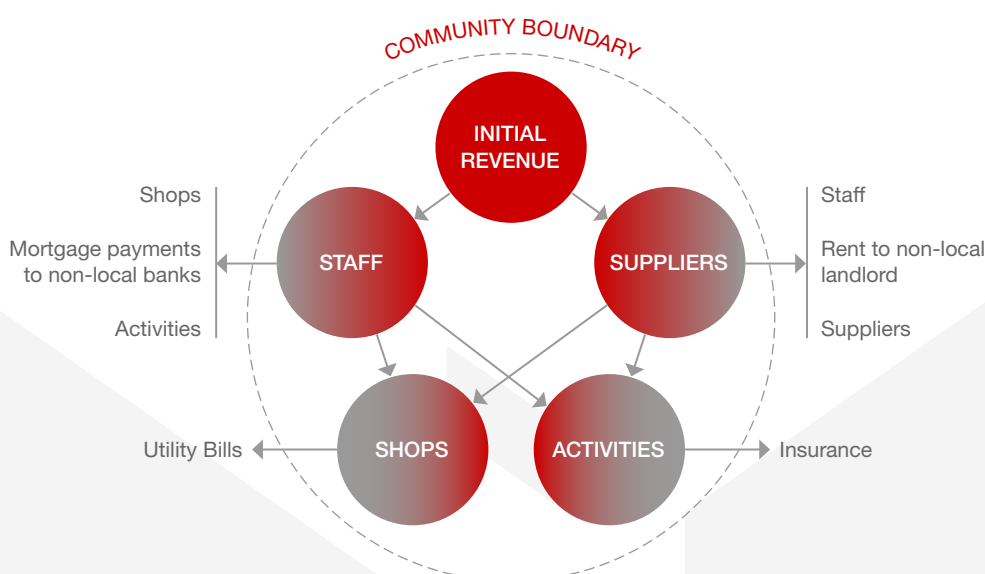 COMMUNITY BOUNDARY
INITIAL
REVENUE
Shops
Mortgage payments
to non-local banks
Activities
STAFF
SUPPLIERS
Staff
Rent to non-local
landlord
Suppliers
Utility Bills
SHOPS
ACTIVITIES
Insurance